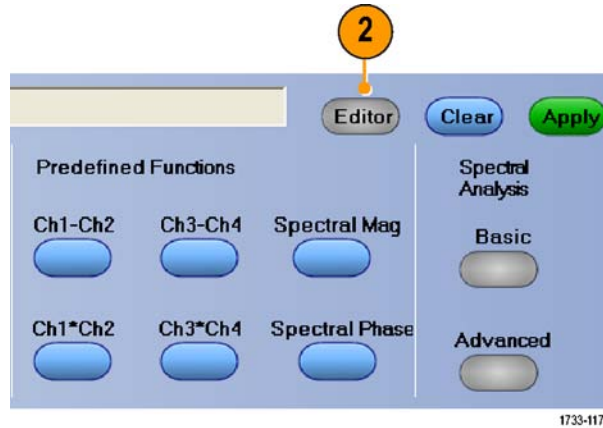 2
Editor Clear Apply
Predefined Functions
Spectral
Analysis
Ch1-Ch2 Ch3-Ch4 Spectral Mag
Basic
Ch1*Ch2 Ch3*Ch4 Spectral Phase
Advanced
1733-117